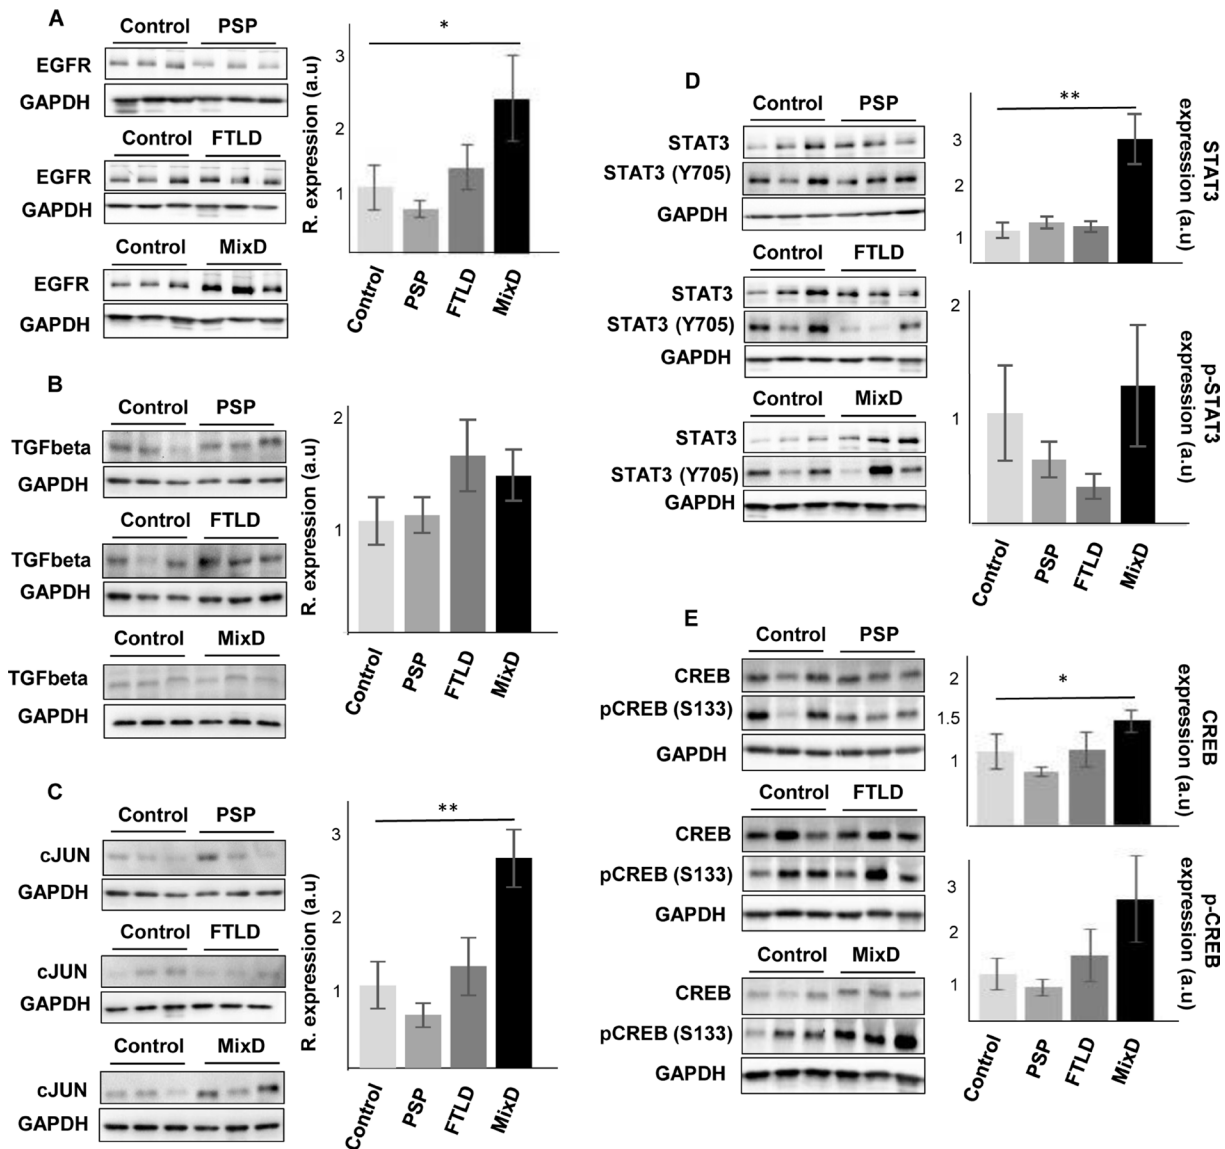 A
Control PSP
EGFR
GAPDH
Control FTLD
EGFR
GAPDH
Control MixD
EGFR
GAPDH
R. expression (a.u)
3
2
1
*
Control PSP FTLD MixD
B
Control PSP
TGFbeta
GAPDH
Control FTLD
TGFbeta
GAPDH
Control MixD
TGFbeta
GAPDH
R. expression (a.u)
2
1
Control PSP FTLD MixD
C
Control PSP
cJUN
GAPDH
Control FTLD
cJUN
GAPDH
Control MixD
cJUN
GAPDH
R. expression (a.u)
3
2
1
**
Control PSP FTLD MixD
D
Control PSP
STAT3
STAT3 (Y705)
GAPDH
Control FTLD
STAT3
STAT3 (Y705)
GAPDH
Control MixD
STAT3
STAT3 (Y705)
GAPDH
**
3
2
1
STAT3
expression (a.u)
2
1
p-STAT3
expression (a.u)
Control PSP FTLD MixD
E
Control PSP
CREB
pCREB (S133)
GAPDH
Control FTLD
CREB
pCREB (S133)
GAPDH
Control MixD
CREB
pCREB (S133)
GAPDH
*
2
1.5
1
CREB
expression (a.u)
3
2
1
p-CREB
expression (a.u)
Control PSP FTLD MixD